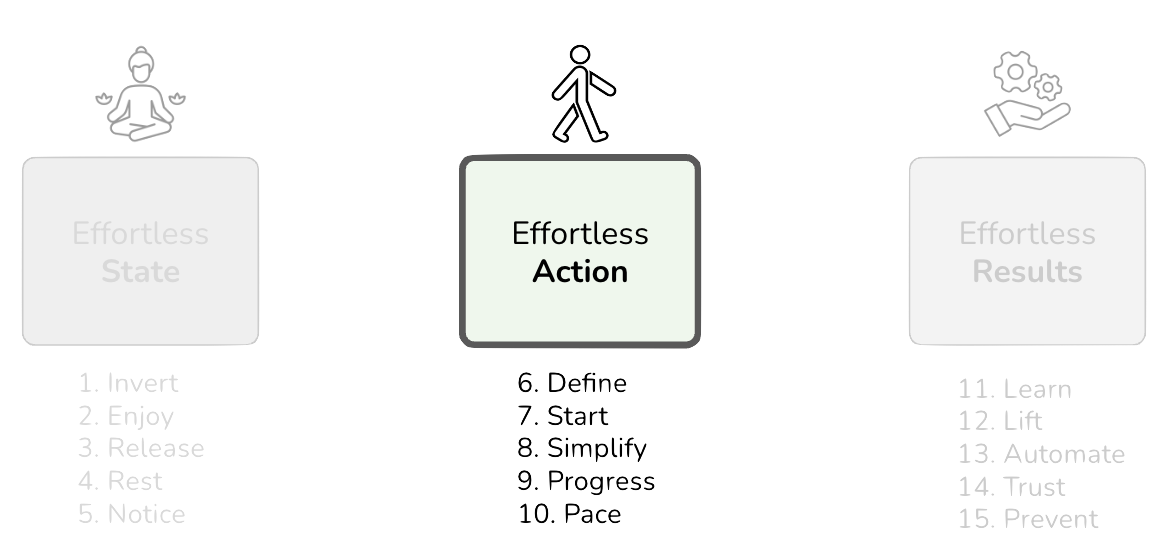 Effortless
State
1. Invert
2. Enjoy
3. Release
4. Rest
5. Notice
Effortless
Action
6. Define
7. Start
8. Simplify
9. Progress
10. Pace
Effortless
Results
11. Learn
12. Lift
13. Automate
14. Trust
15. Prevent